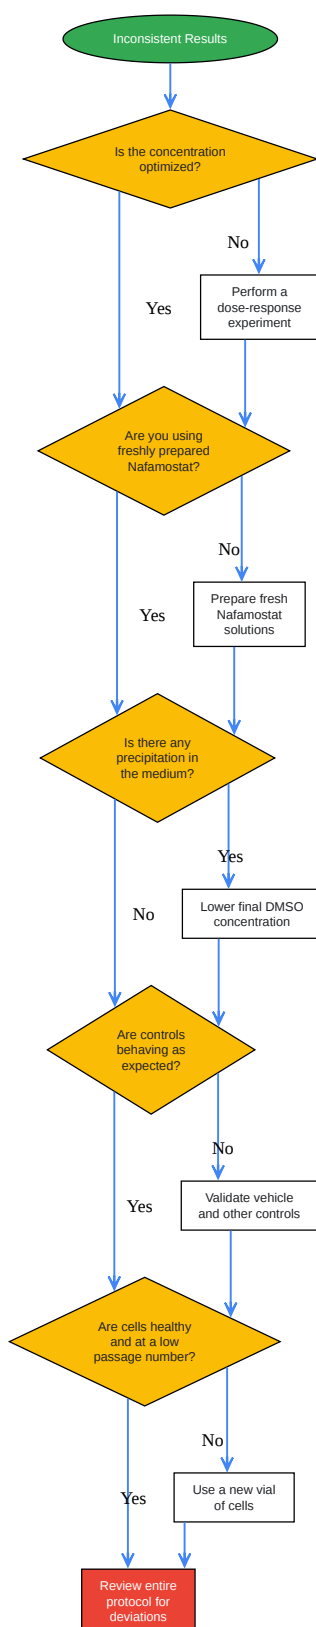 Inconsistent Results
Is the concentration
optimized?
No
Perform a
dose-response
experiment
Yes
Are you using
freshly prepared
Nafamostat?
No
Prepare fresh
Nafamostat
solutions
Yes
Is there any
precipitation in
the medium?
Yes
Lower final DMSO
concentration
No
Are controls
behaving as
expected?
No
Validate vehicle
and other controls
Yes
Are cells healthy
and at a low
passage number?
No
Use a new vial
of cells
Yes
Review entire
protocol for
deviations